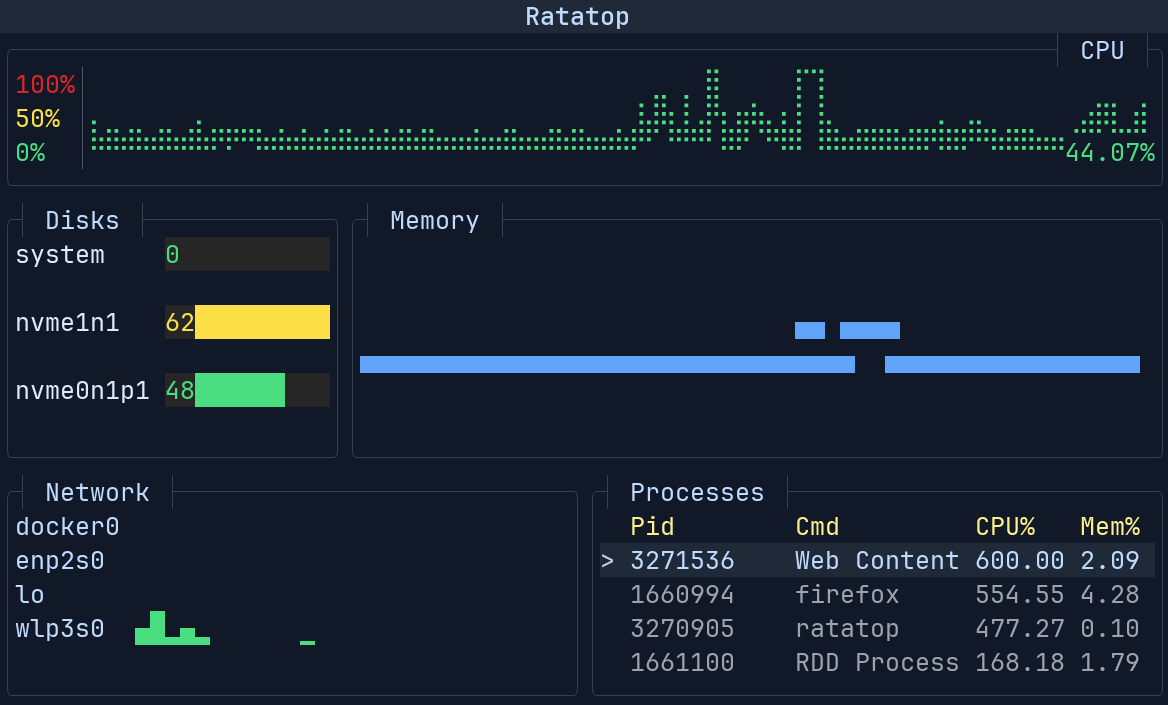 Ratatop
CPU
100%
50%
0%
44.07%
Disks
system 0
nvme1n1 62
nvme0n1p1 48
Memory
Network
docker0
enp2s0
lo
wlp3s0
Processes
Pid Cmd CPU% Mem%
> 3271536 Web Content 600.00 2.09
1660994 firefox 554.55 4.28
3270905 ratatop 477.27 0.10
1661100 RDD Process 168.18 1.79